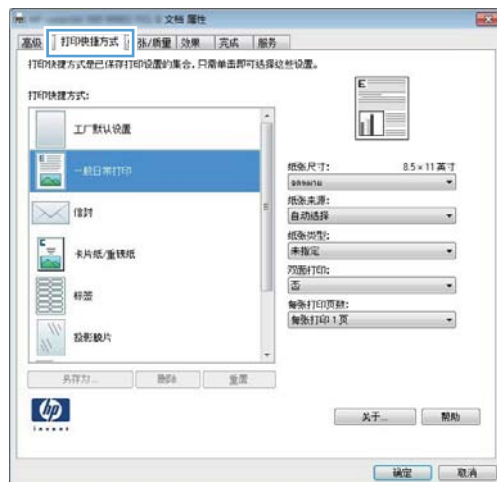 文档 属性
高级
打印快捷方式
张/质量
效果
完成
服务
打印快捷方式是已保存打印设置的集合,只需单击即可选择这些设置。
打印快捷方式:
工厂默认设置
一般日常打印
信封
卡片纸/重磅纸
标签
投影胶片
另存为...
删除
重置
E
纸张尺寸:
8.5 × 11 英寸
纸张来源:
自动选择
纸张类型:
未指定
双面打印:
否
每张打印页数:
每张打印 1 页
hp
invent
关于...
帮助
确定
取消